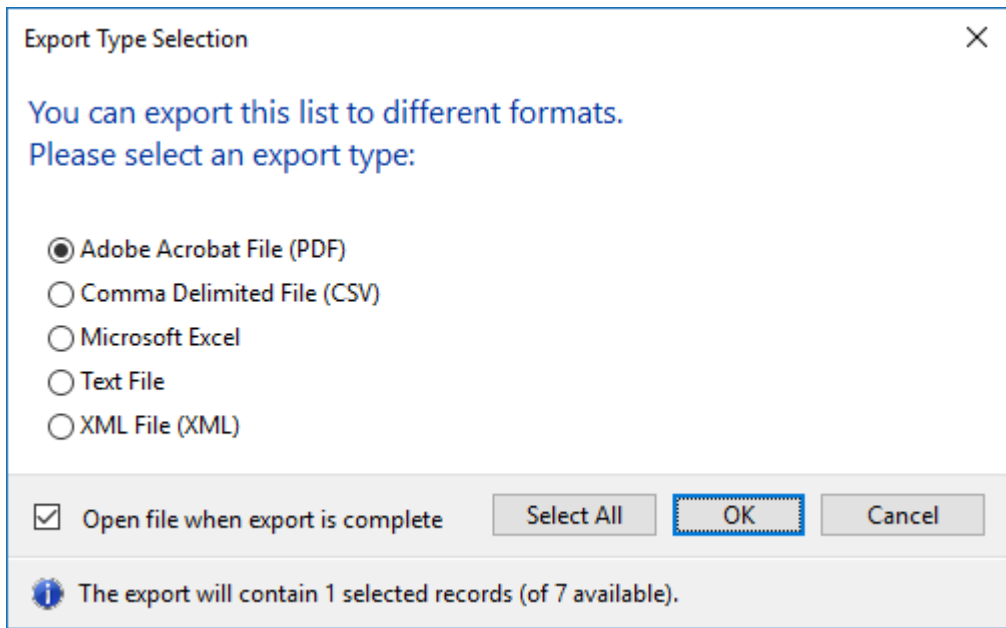 Export Type Selection
You can export this list to different formats.
Please select an export type:
Adobe Acrobat File (PDF)
Comma Delimited File (CSV)
Microsoft Excel
Text File
XML File (XML)
Open file when export is complete
Select All
OK
Cancel
The export will contain 1 selected records (of 7 available).